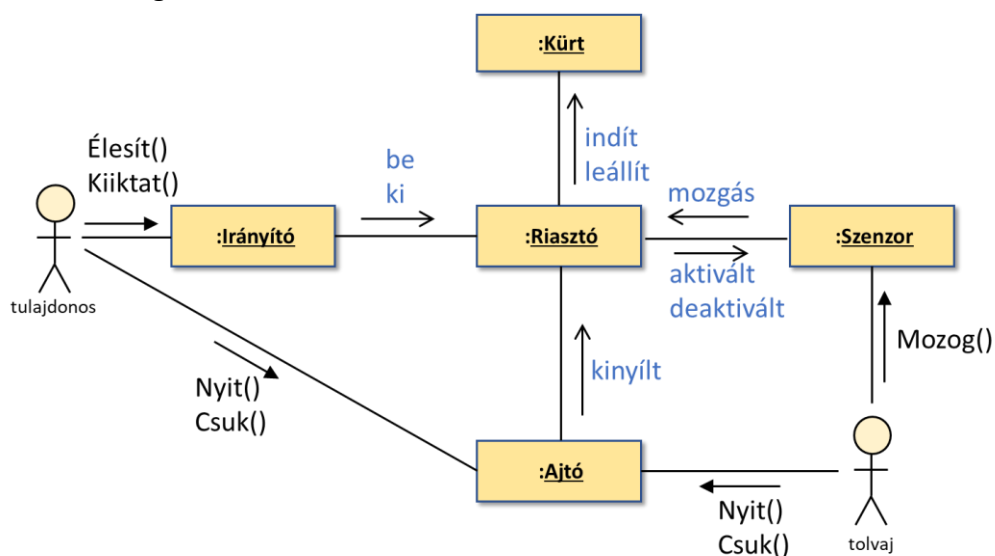 :Kürt
indít
leállít
Élesít()
Kiiktat()
be
ki
mozgás
:Irányító
:Riasztó
:Szenzor
aktivált
deaktivált
tulajdonos
Mozog()
kinyílt
Nyit()
Csuk()
:Ajtó
Nyit()
Csuk()
tolvaj